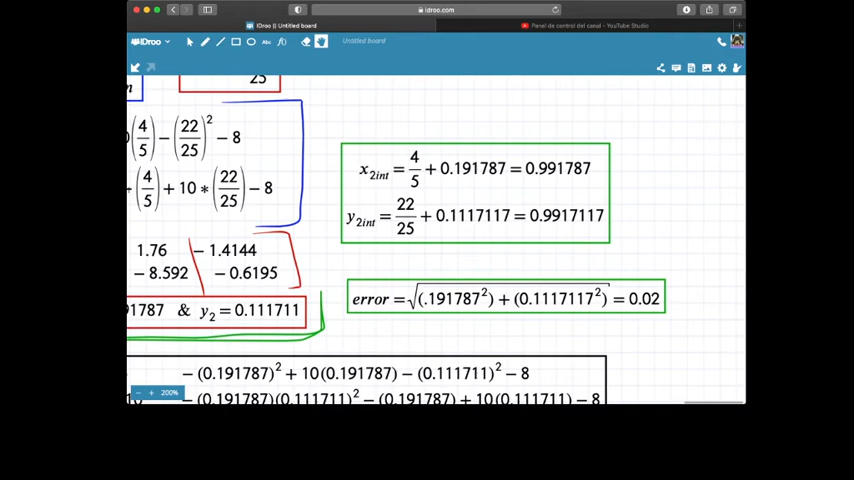 idroo.com
IDroo || Untitled board
Panel de control del canal - YouTube Studio
IDroo
Abc
f()
Untitled board
25
(4/5) − (22/25)² − 8
(4/5) + 10 * (22/25) − 8
1.76 − 1.4144
− 8.592 − 0.6195
91787 & y₂ = 0.111711
x₂ᵢₙₜ = 4/5 + 0.191787 = 0.991787
y₂ᵢₙₜ = 22/25 + 0.1117117 = 0.9917117
error = √(.191787²) + (0.1117117²) = 0.02
− (0.191787)² + 10(0.191787) − (0.111711)² − 8
− (0.191787)(0.111711)² − (0.191787) + 10(0.111711) − 8
200%